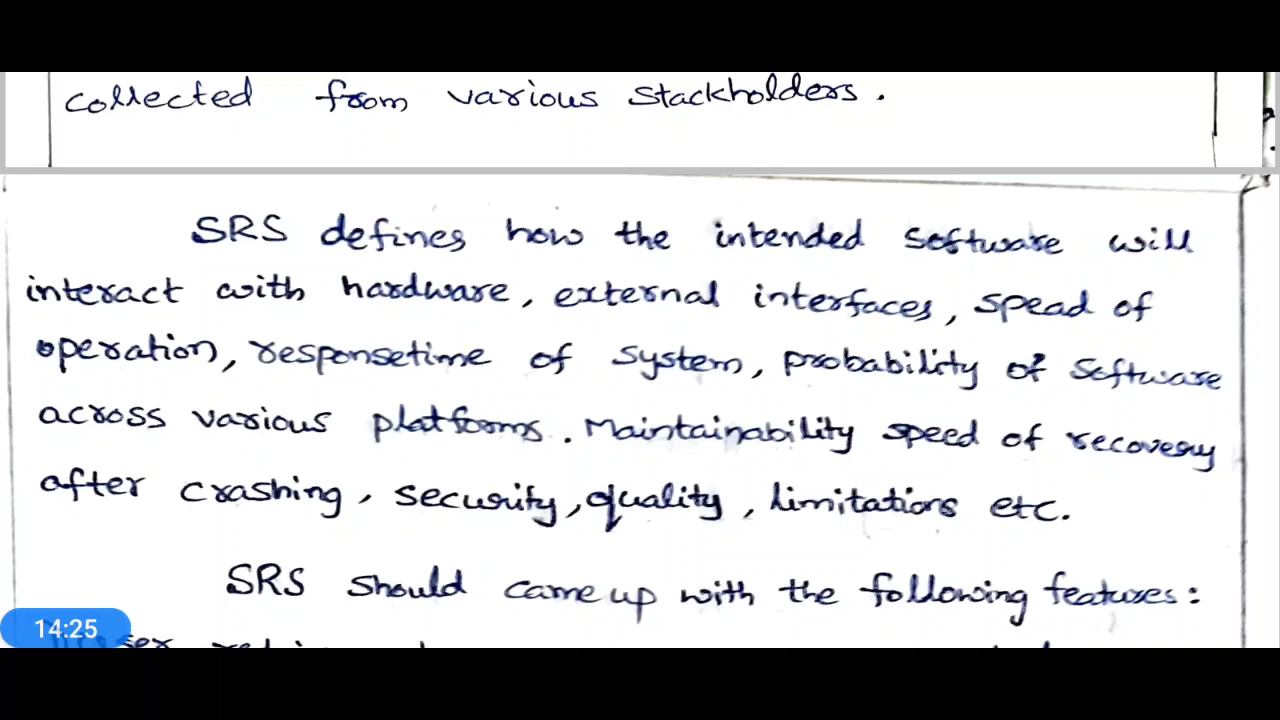 collected from various stackholders.
SRS defines how the intended software will
interact with hardware, external interfaces, spead of
operation, responsetime of system, probability of software
across various platforms. Maintainability speed of recovery
after crashing, security, quality, limitations etc.
SRS should came up with the following features:
14:25